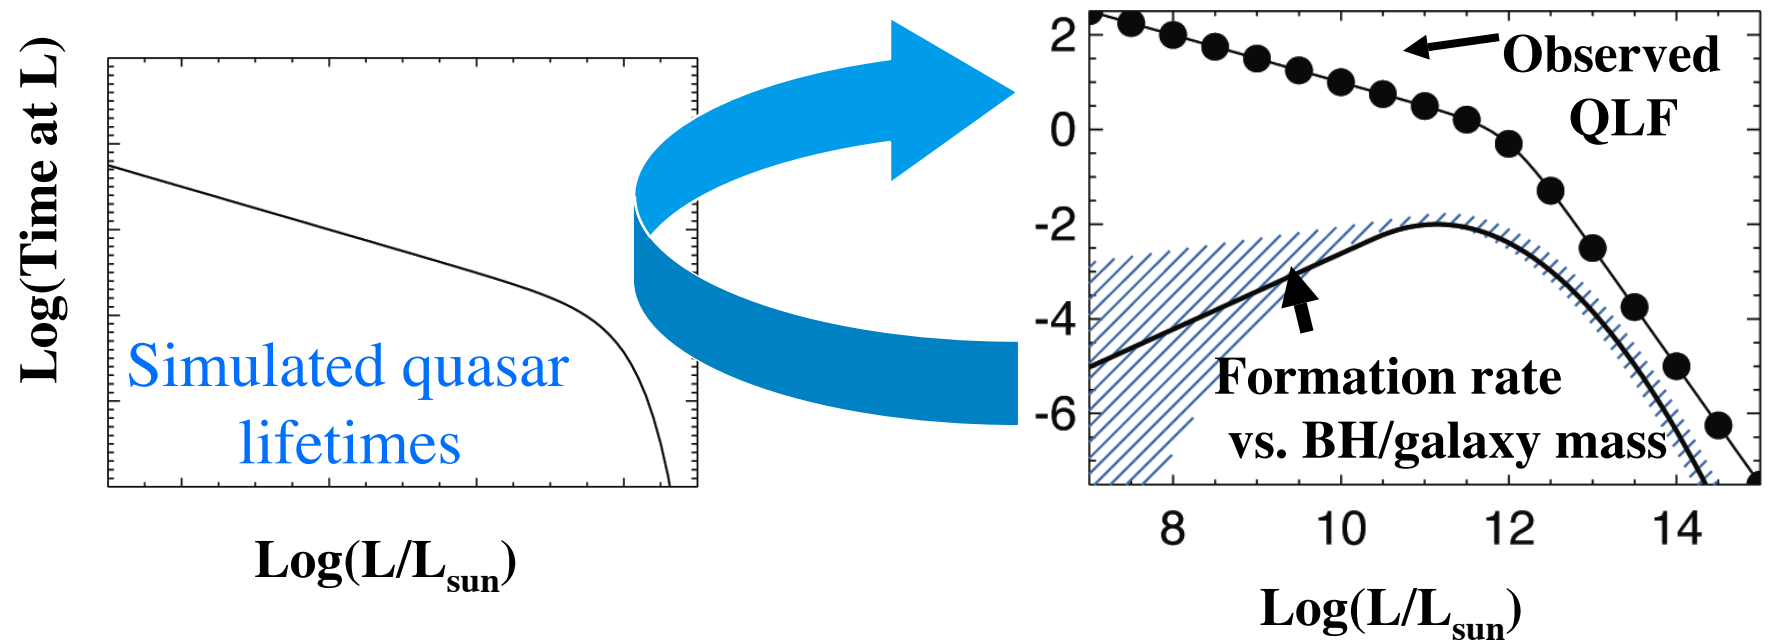 Log(Time at L)
Simulated quasar
lifetimes
Log(L/Lsun)
2
0
-2
-4
-6
Observed
QLF
Formation rate
vs. BH/galaxy mass
8 10 12 14
Log(L/Lsun)